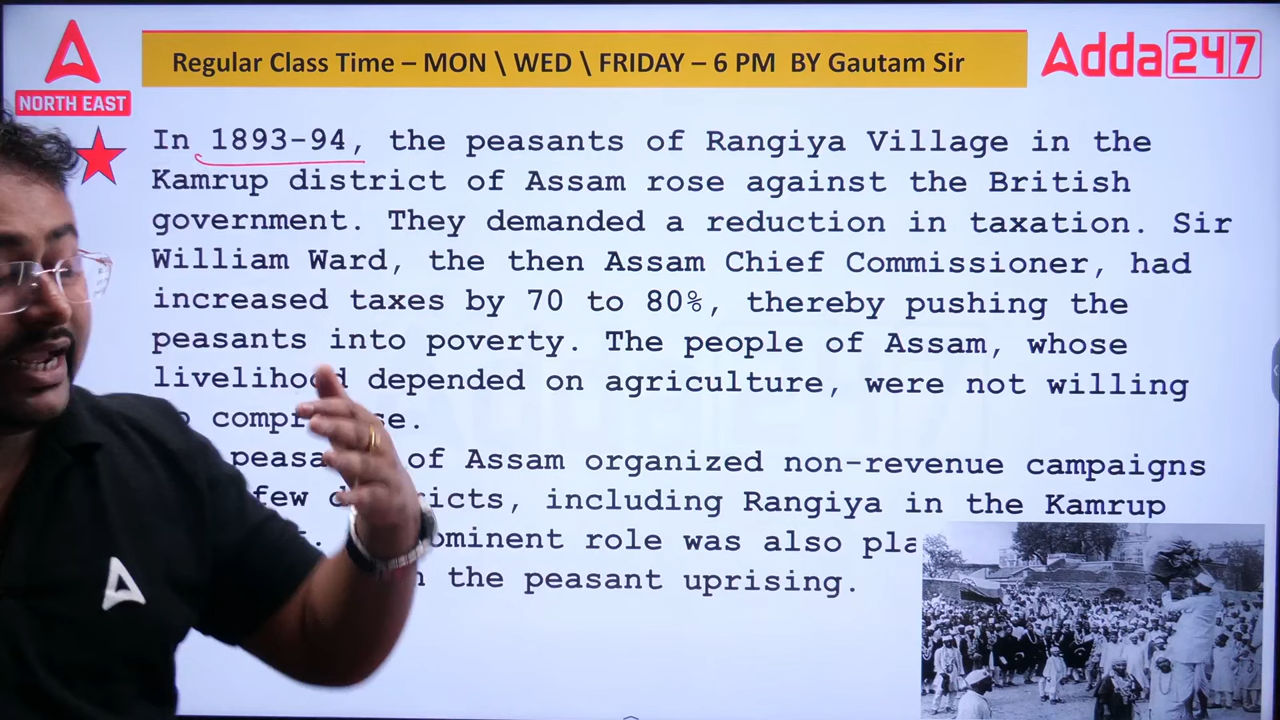 Regular Class Time – MON \ WED \ FRIDAY – 6 PM BY Gautam Sir
Adda247
NORTH EAST
In 1893-94, the peasants of Rangiya Village in the
Kamrup district of Assam rose against the British
government. They demanded a reduction in taxation. Sir
William Ward, the then Assam Chief Commissioner, had
increased taxes by 70 to 80%, thereby pushing the
peasants into poverty. The people of Assam, whose
livelihood depended on agriculture, were not willing
of Assam organized non-revenue campaigns
few including Rangiya in the Kamrup
role was also
the peasant uprising.